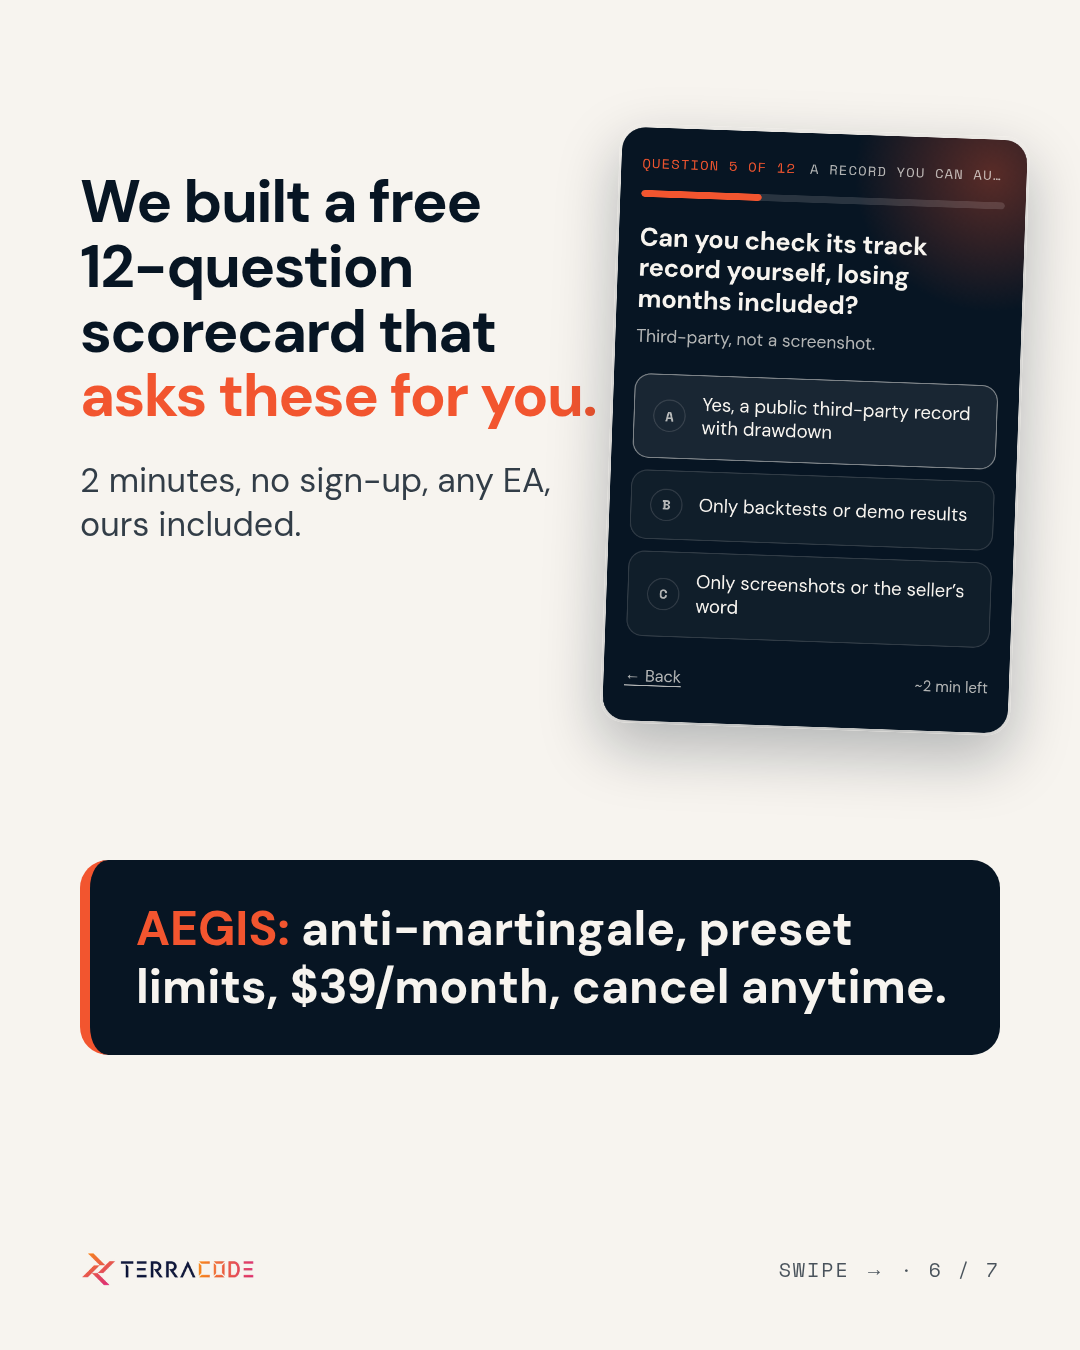 We built a free
12-question
scorecard that
asks these for you.
2 minutes, no sign-up, any EA,
ours included.
QUESTION 5 OF 12 A RECORD YOU CAN AU…
Can you check its track
record yourself, losing
months included?
Third-party, not a screenshot.
A Yes, a public third-party record
with drawdown
B Only backtests or demo results
C Only screenshots or the seller's
word
← Back ~2 min left
AEGIS: anti-martingale, preset
limits, $39/month, cancel anytime.
TERRACODE
SWIPE → · 6 / 7